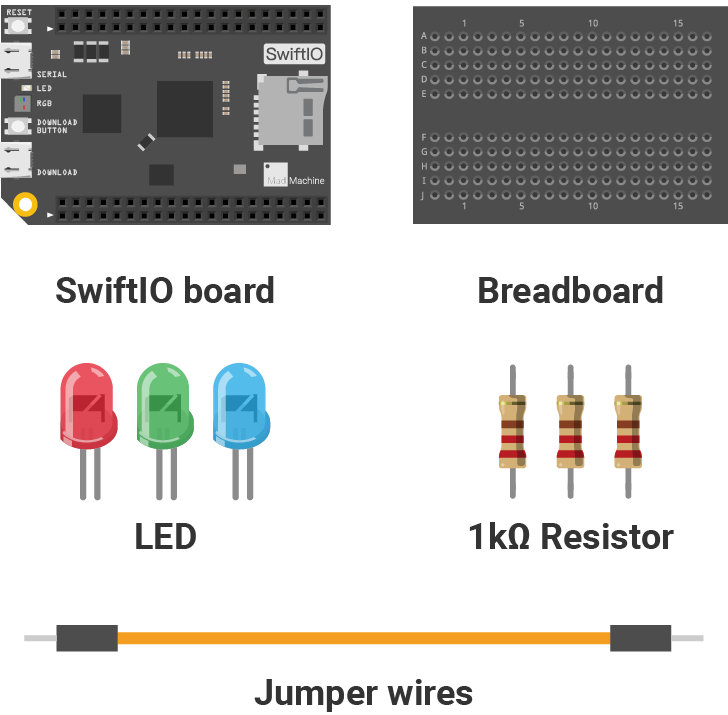 RESET
SwiftIO
SERIAL
LED
RGB
DOWNLOAD
BUTTON
DOWNLOAD
Mad Machine
1 5 10 15
A
B
C
D
E
F
G
H
I
J
1 5 10 15
SwiftIO board
Breadboard
LED
1kΩ Resistor
Jumper wires